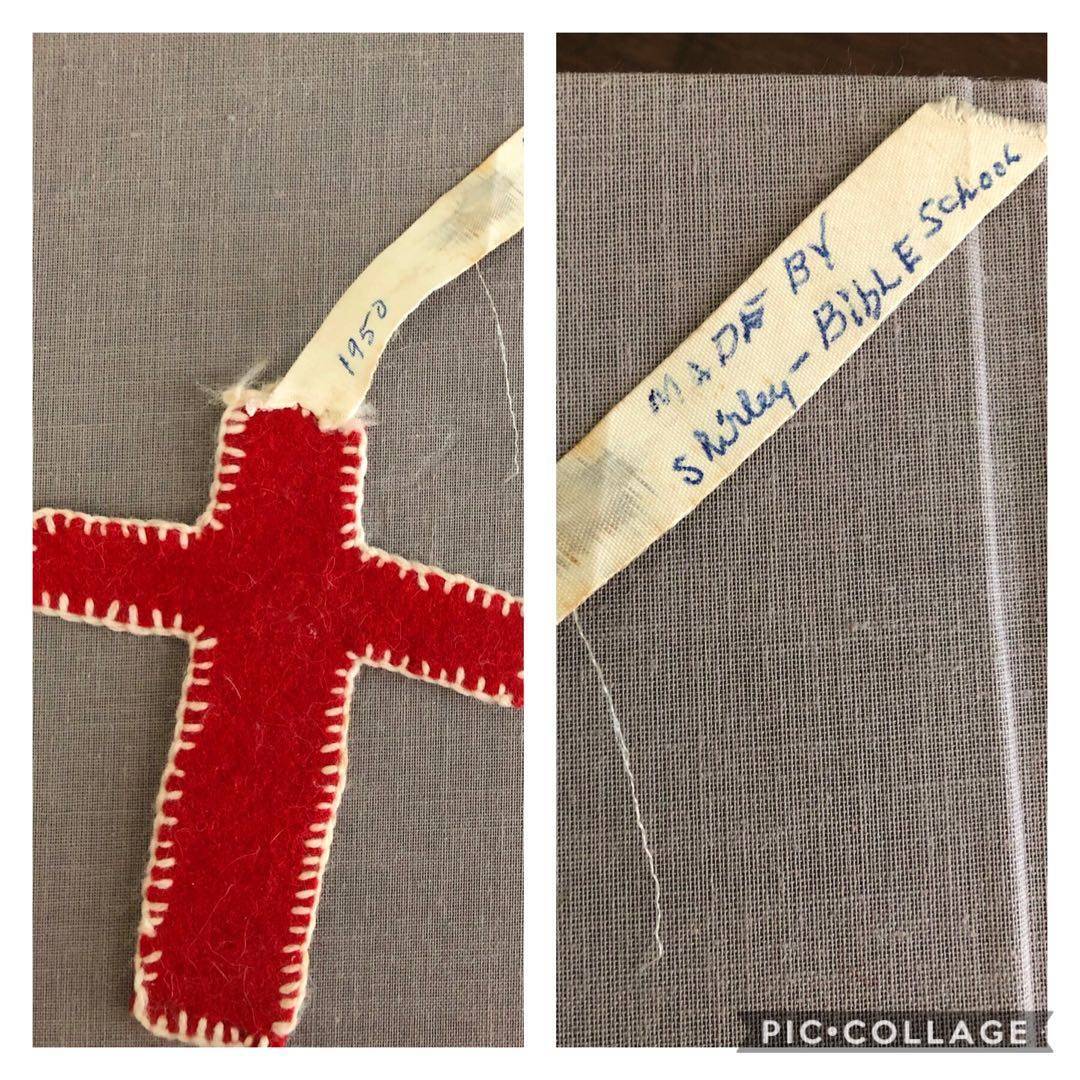 1950
MADE BY
Shirley - BibLE School
PIC•COLLAGE